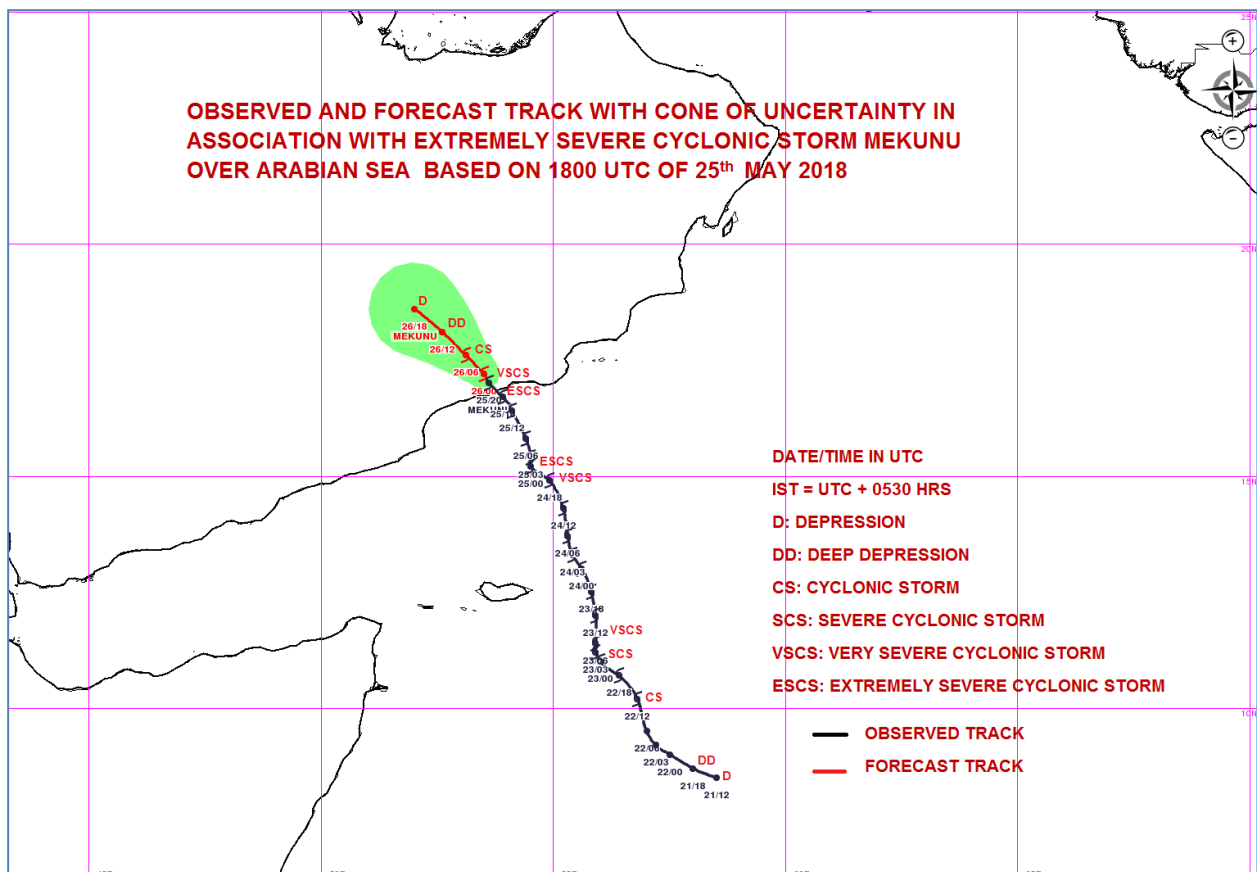 25N
OBSERVED AND FORECAST TRACK WITH CONE OF UNCERTAINTY IN
ASSOCIATION WITH EXTREMELY SEVERE CYCLONIC STORM MEKUNU
OVER ARABIAN SEA BASED ON 1800 UTC OF 25th MAY 2018
20N
D
26/18
MEKUNU
DD
26/12
CS
26/06
VSCS
26/00
ESCS
25/20
MEKUNU
25/12
25/06
ESCS
25/03
25/00
VSCS
24/18
24/12
24/06
24/03
24/00
23/18
23/12
VSCS
SCS
23/06
23/03
23/00
22/18
CS
22/12
22/06
22/03
22/00
DD
21/18
D
21/12
15N
DATE/TIME IN UTC
IST = UTC + 0530 HRS
D: DEPRESSION
DD: DEEP DEPRESSION
CS: CYCLONIC STORM
SCS: SEVERE CYCLONIC STORM
VSCS: VERY SEVERE CYCLONIC STORM
ESCS: EXTREMELY SEVERE CYCLONIC STORM
10N
OBSERVED TRACK
FORECAST TRACK